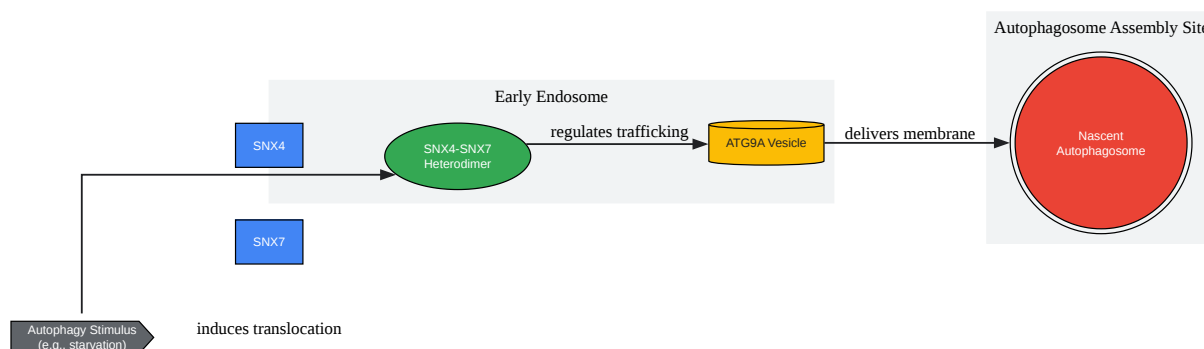 Autophagosome Assembly Site
Early Endosome
regulates trafficking
delivers membrane
SNX4
SNX4-SNX7
Heterodimer
ATG9A Vesicle
Nascent
Autophagosome
SNX7
Autophagy Stimulus
(e.g., starvation)
induces translocation